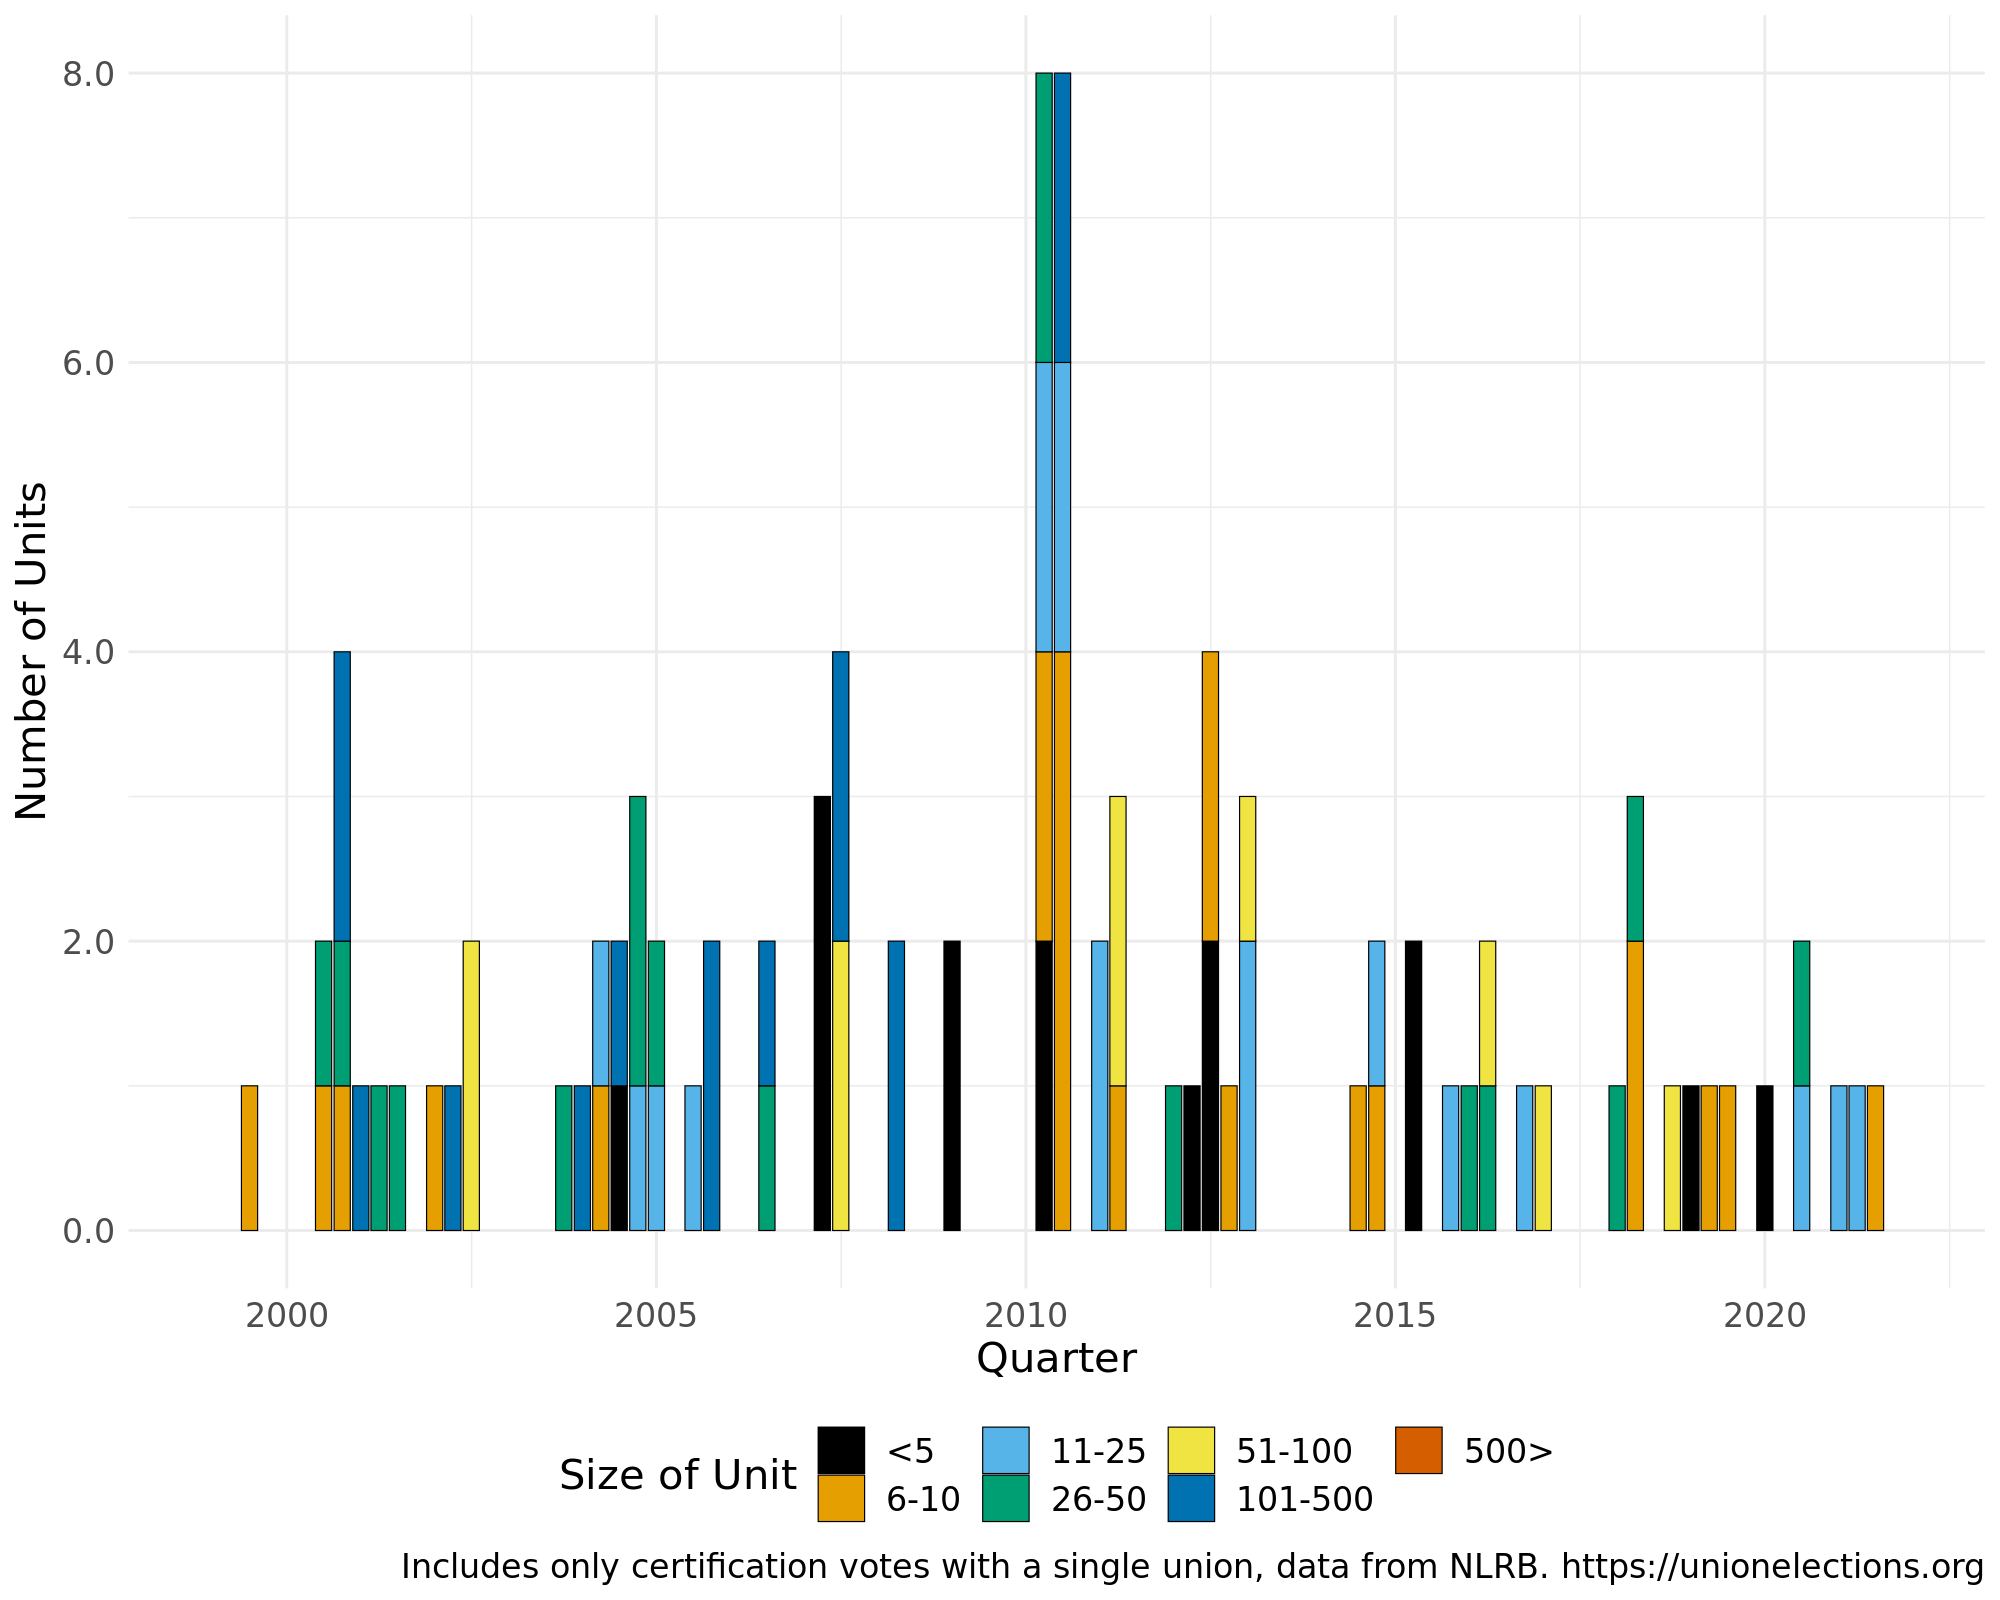 8.0
6.0
4.0
2.0
0.0
Number of Units
2000 2005 2010 2015 2020
Quarter
Size of Unit
<5 11-25 51-100 500>
6-10 26-50 101-500
Includes only certification votes with a single union, data from NLRB. https://unionelections.org